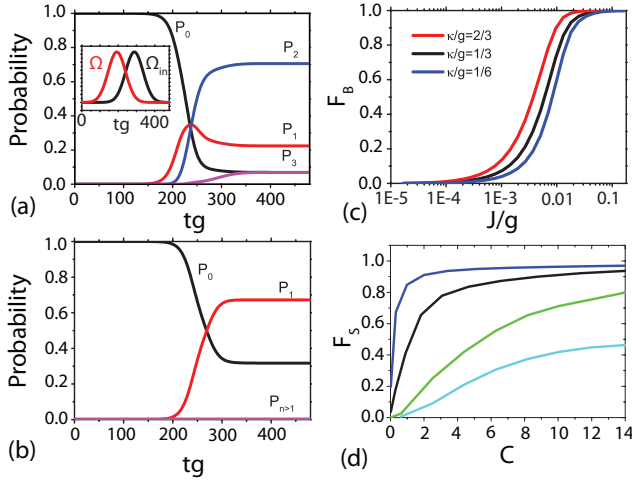 (a)
Probability
1.0
0.8
0.6
0.4
0.2
0.0
P0
P2
P1
P3
Ω
Ωin
0
200
400
tg
0
100
200
300
400
tg
(b)
Probability
1.0
0.8
0.6
0.4
0.2
0.0
P0
P1
Pn>1
0
100
200
300
400
tg
(c)
FB
1.0
0.8
0.6
0.4
0.2
0.0
κ/g=2/3
κ/g=1/3
κ/g=1/6
1E-5
1E-4
1E-3
0.01
0.1
J/g
(d)
FS
1.0
0.8
0.6
0.4
0.2
0.0
0
2
4
6
8
10
12
14
C